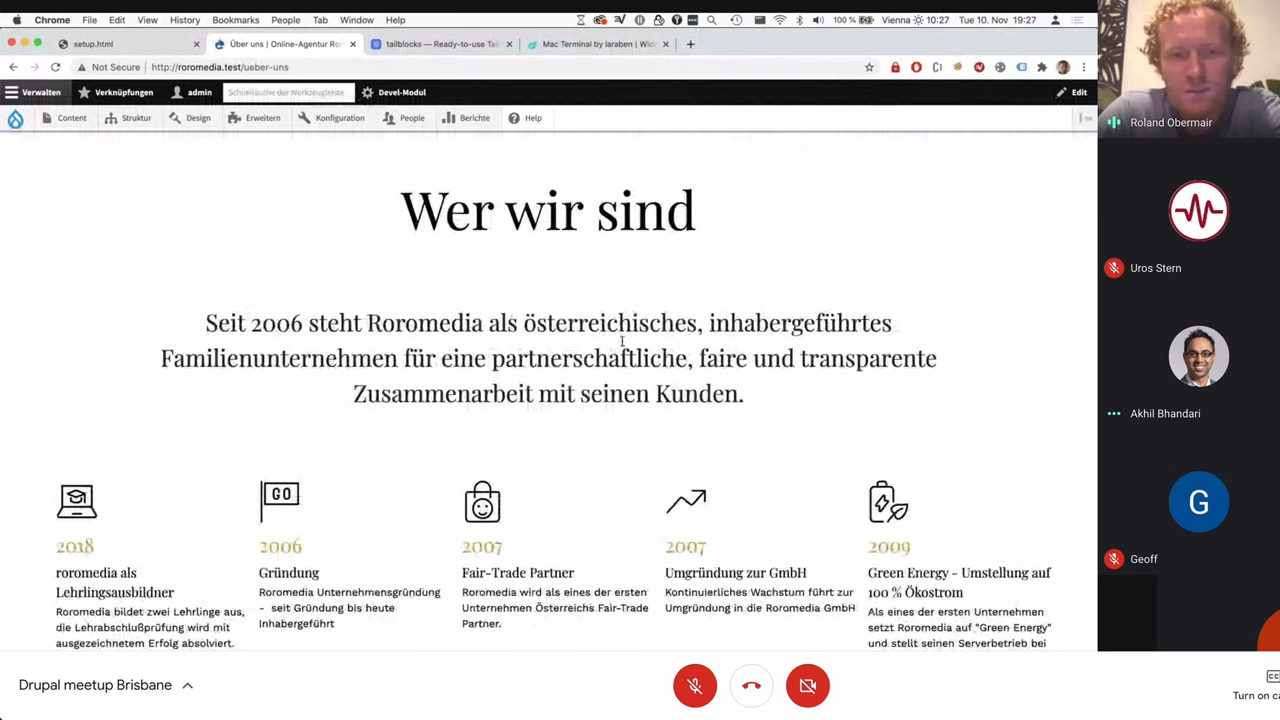 Chrome File Edit View History Bookmarks People Tab Window Help 100 % Vienna 10:27 Tue 10. Nov 19:27
setup.html Über uns | Online-Agentur Ror tailblocks — Ready-to-use Tai Mac Terminal by laraben | Wid
Not Secure http://roromedia.test/ueber-uns
Verwalten Verknüpfungen admin Schnellsuche der Werkzeugleiste Devel-Modul Edit
Content Struktur Design Erweitern Konfiguration People Berichte Help
Wer wir sind
Seit 2006 steht Roromedia als österreichisches, inhabergeführtes
Familienunternehmen für eine partnerschaftliche, faire und transparente
Zusammenarbeit mit seinen Kunden.
2018
roromedia als
Lehrlingsausbildner
Roromedia bildet zwei Lehrlinge aus,
die Lehrabschlußprüfung wird mit
ausgezeichnetem Erfolg absolviert.
GO
2006
Gründung
Roromedia Unternehmensgründung
- seit Gründung bis heute
Inhabergeführt
2007
Fair-Trade Partner
Roromedia wird als eines der ersten
Unternehmen Österreichs Fair-Trade
Partner.
2007
Umgründung zur GmbH
Kontinuierliches Wachstum führt zur
Umgründung in die Roromedia GmbH
2009
Green Energy - Umstellung auf
100 % Ökostrom
Als eines der ersten Unternehmen
setzt Roromedia auf "Green Energy"
und stellt seinen Serverbetrieb bei
Roland Obermair
Uros Stern
Akhil Bhandari
G
Geoff
Drupal meetup Brisbane
CC
Turn on ca